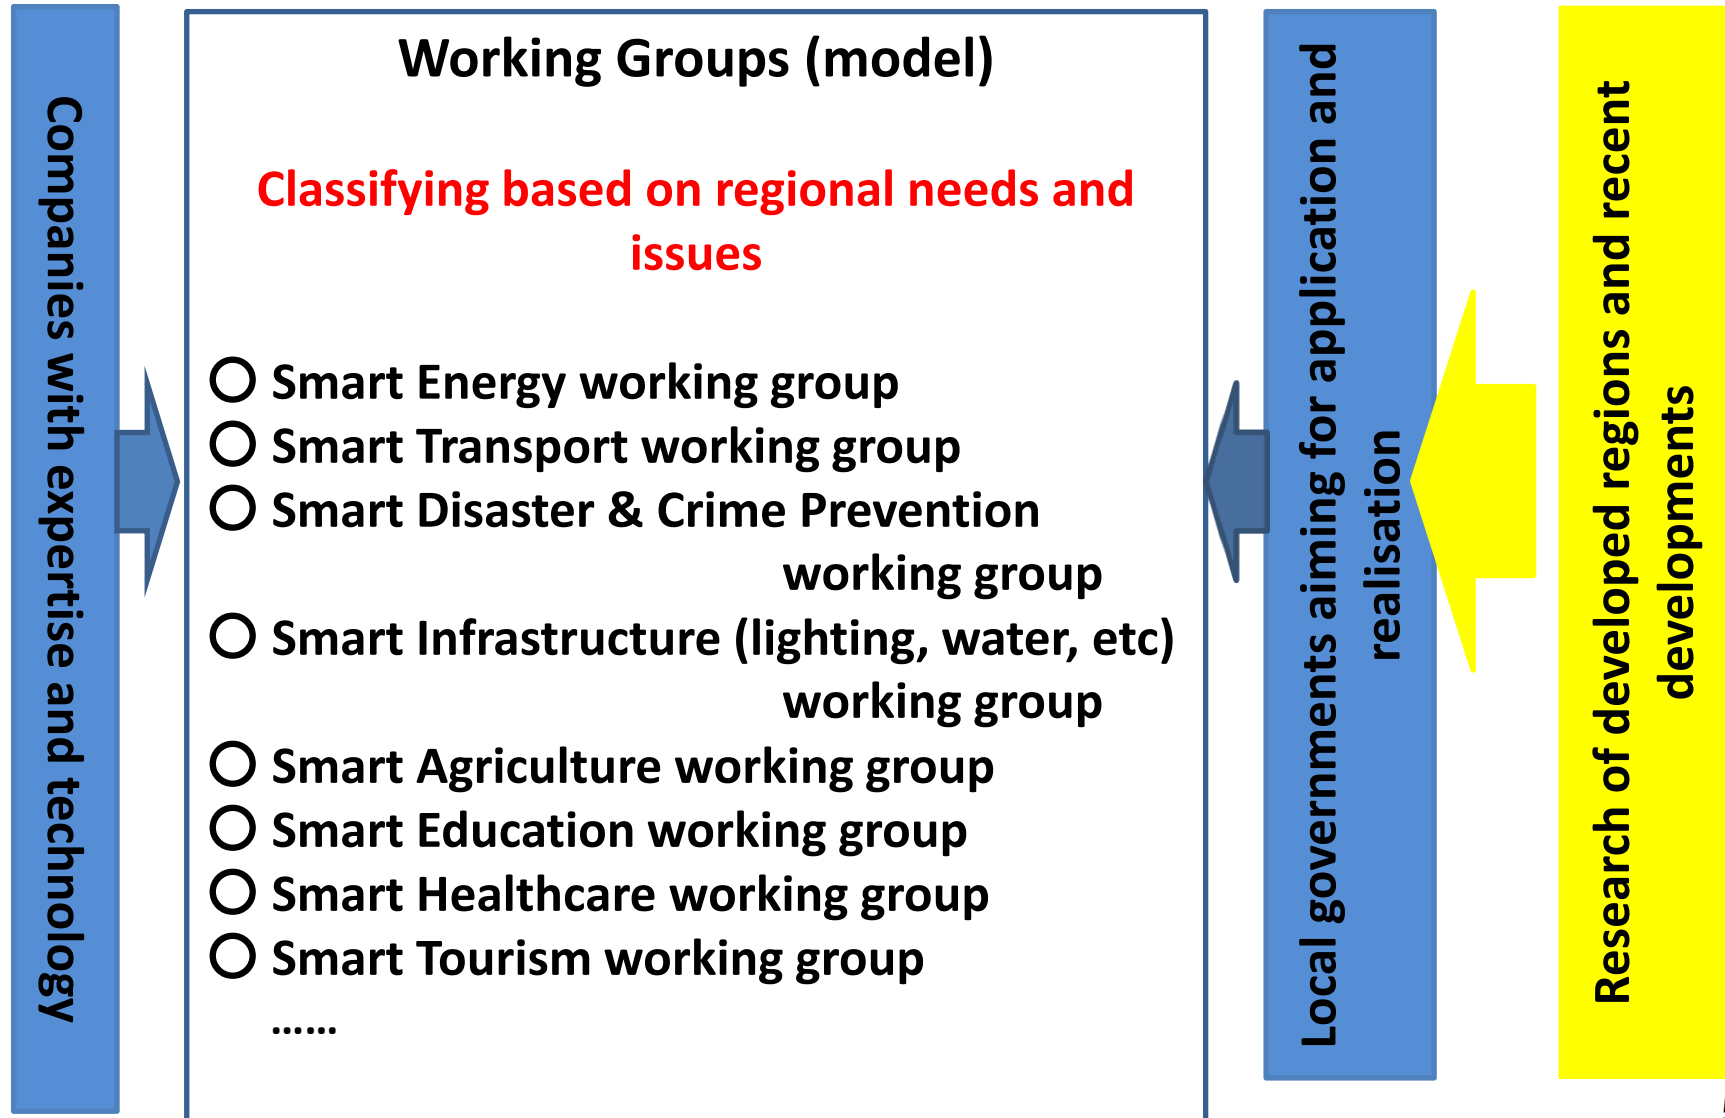 Companies with expertise and technology
Working Groups (model)
Classifying based on regional needs and
issues
○ Smart Energy working group
○ Smart Transport working group
○ Smart Disaster & Crime Prevention
working group
○ Smart Infrastructure (lighting, water, etc)
working group
○ Smart Agriculture working group
○ Smart Education working group
○ Smart Healthcare working group
○ Smart Tourism working group
……
Local governments aiming for application and
realisation
Research of developed regions and recent
developments